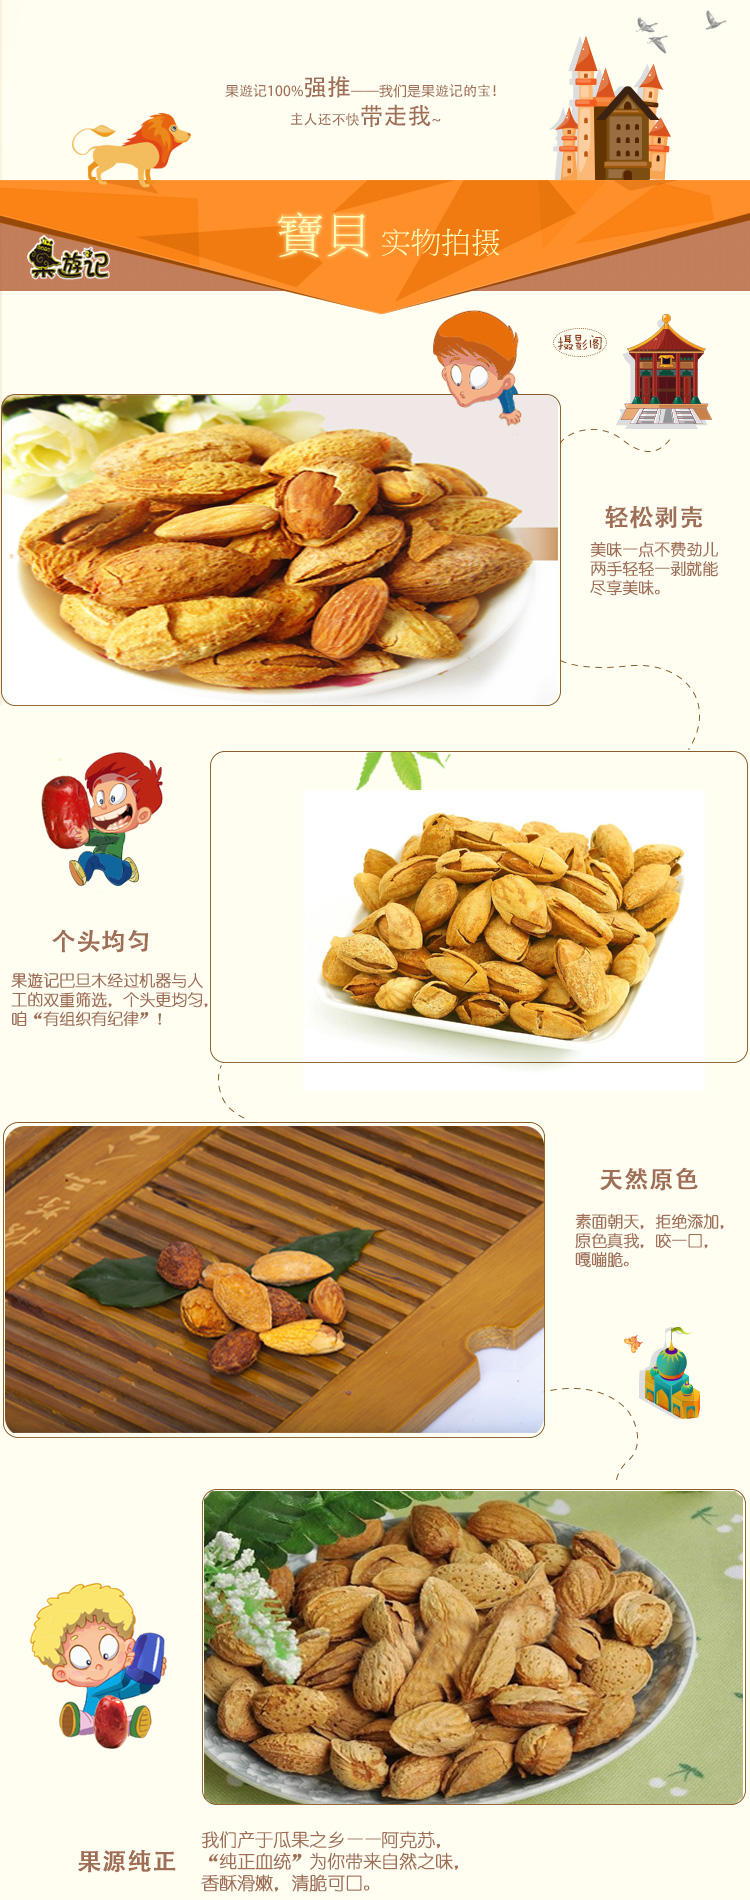 果遊记100%强推——我们是果遊记的宝!
主人还不快带走我~
寶貝 实物拍摄
果遊记
摄影阁
轻松剥壳
美味一点不费劲儿
两手轻轻一剥就能
尽享美味。
个头均匀
果遊记巴旦木经过机器与人
工的双重筛选，个头更均匀，
咱“有组织有纪律”！
天然原色
素面朝天，拒绝添加，
原色真我，咬一口，
嘎嘣脆。
果源纯正
我们产于瓜果之乡——阿克苏，
“纯正血统”为你带来自然之味，
香酥滑嫩，清脆可口。